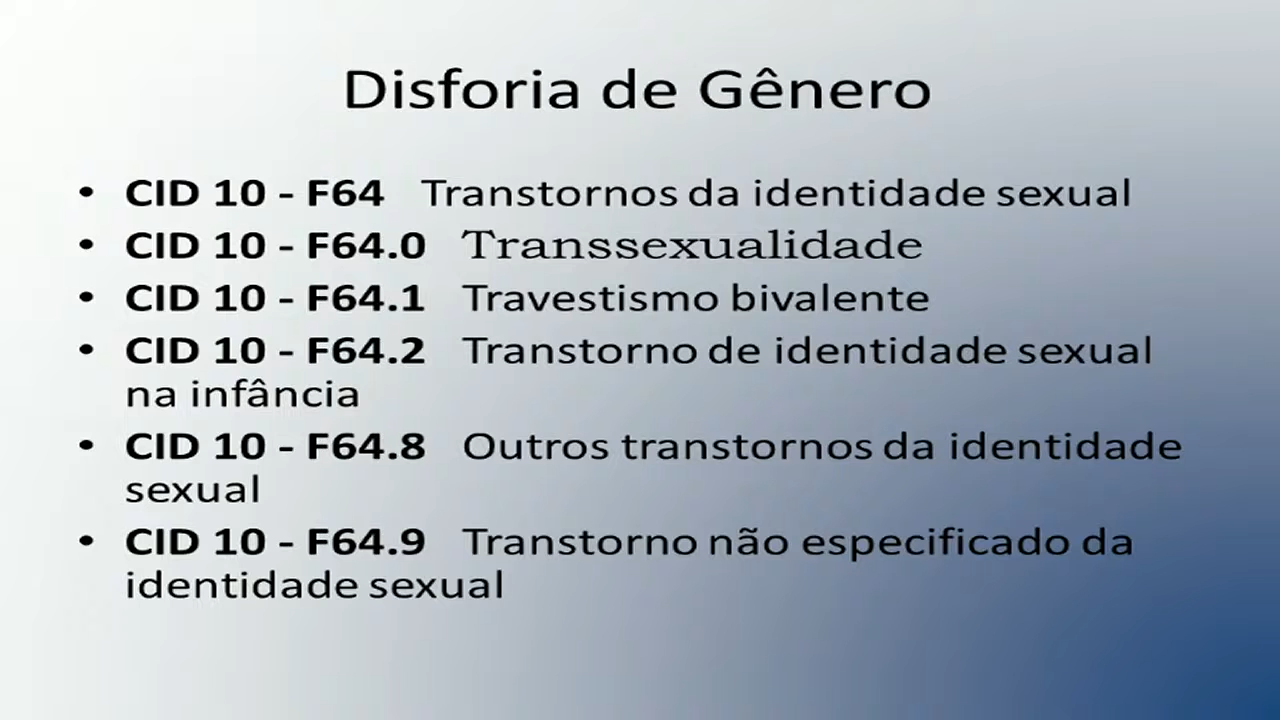 Disforia de Gênero
• CID 10 - F64 Transtornos da identidade sexual
• CID 10 - F64.0 Transsexualidade
• CID 10 - F64.1 Travestismo bivalente
• CID 10 - F64.2 Transtorno de identidade sexual
na infância
• CID 10 - F64.8 Outros transtornos da identidade
sexual
• CID 10 - F64.9 Transtorno não especificado da
identidade sexual